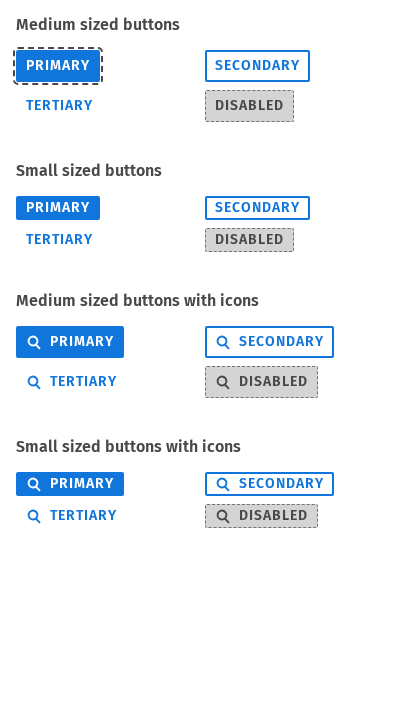 Medium sized buttons
PRIMARY
SECONDARY
TERTIARY
DISABLED
Small sized buttons
PRIMARY
SECONDARY
TERTIARY
DISABLED
Medium sized buttons with icons
PRIMARY
SECONDARY
TERTIARY
DISABLED
Small sized buttons with icons
PRIMARY
SECONDARY
TERTIARY
DISABLED